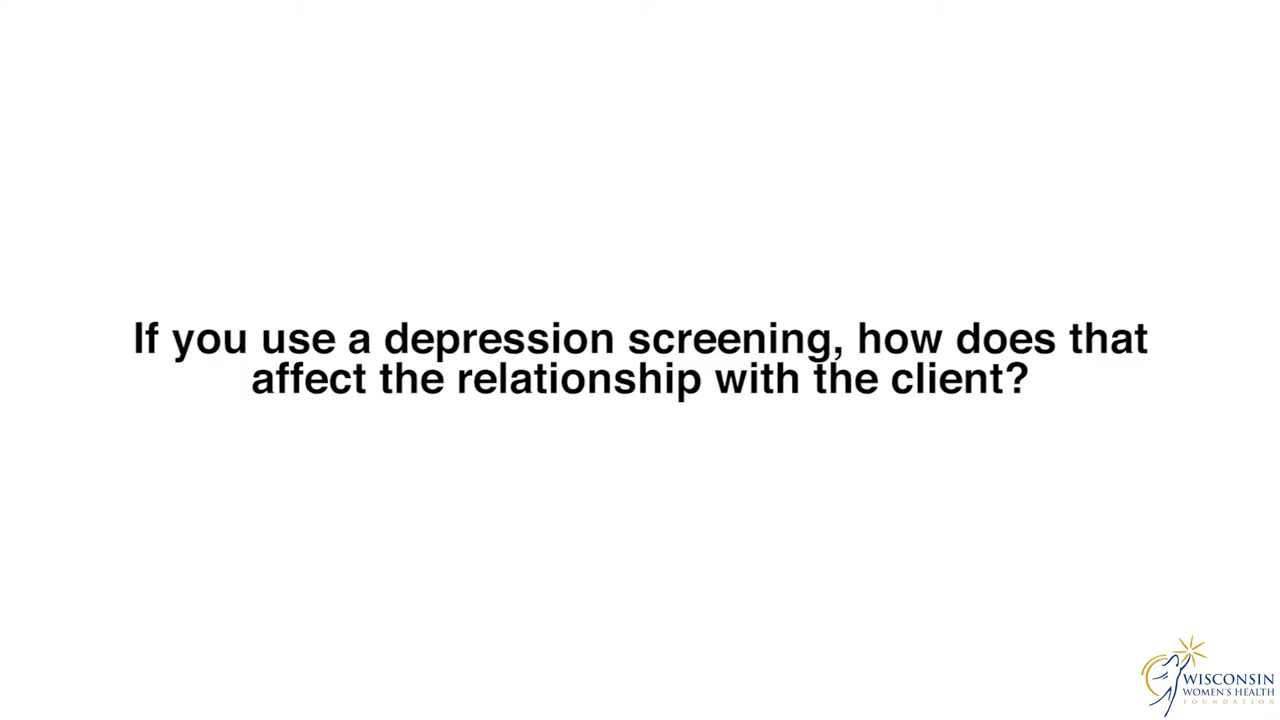 If you use a depression screening, how does that
affect the relationship with the client?
WISCONSIN
WOMEN'S HEALTH
FOUNDATION